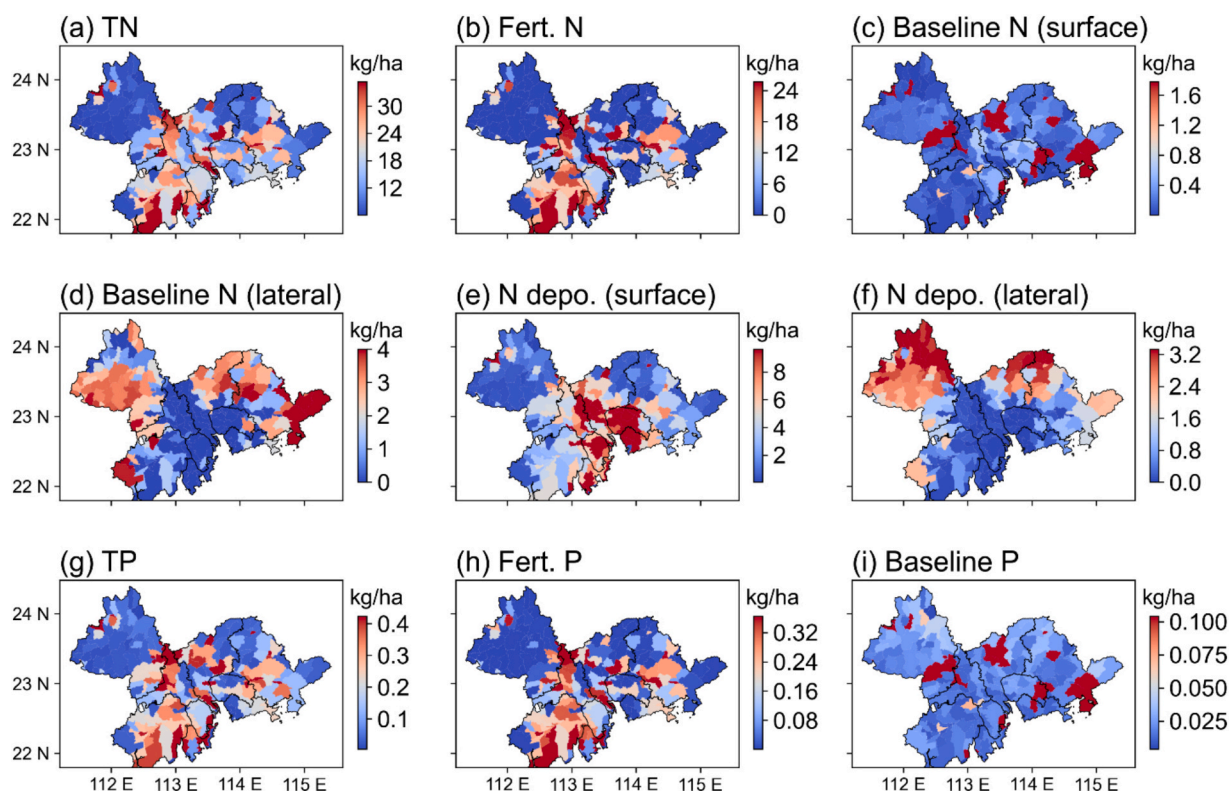 (a) TN
(b) Fert. N
(c) Baseline N (surface)
kg/ha
kg/ha
kg/ha
24 N
23 N
22 N
30
24
18
12
24
18
12
6
0
1.6
1.2
0.8
0.4
(d) Baseline N (lateral)
(e) N depo. (surface)
(f) N depo. (lateral)
kg/ha
kg/ha
kg/ha
24 N
23 N
22 N
4
3
2
1
0
8
6
4
2
3.2
2.4
1.6
0.8
0.0
(g) TP
(h) Fert. P
(i) Baseline P
kg/ha
kg/ha
kg/ha
24 N
23 N
22 N
0.4
0.3
0.2
0.1
0.32
0.24
0.16
0.08
0.100
0.075
0.050
0.025
112 E 113 E 114 E 115 E
112 E 113 E 114 E 115 E
112 E 113 E 114 E 115 E